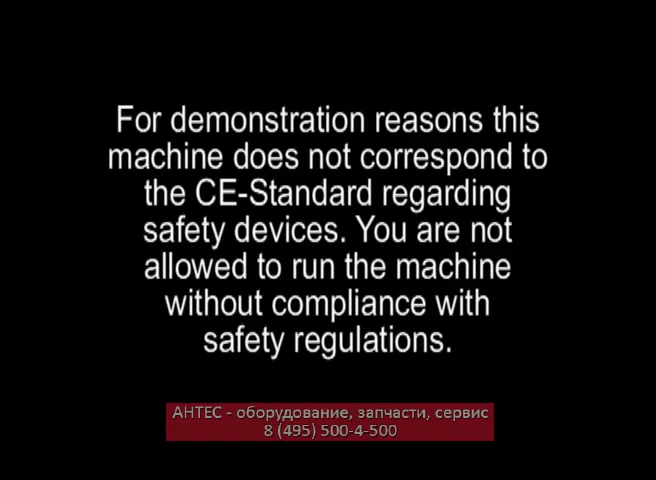 For demonstration reasons this
machine does not correspond to
the CE-Standard regarding
safety devices. You are not
allowed to run the machine
without compliance with
safety regulations.
АНТЕС - оборудование, запчасти, сервис
8 (495) 500-4-500